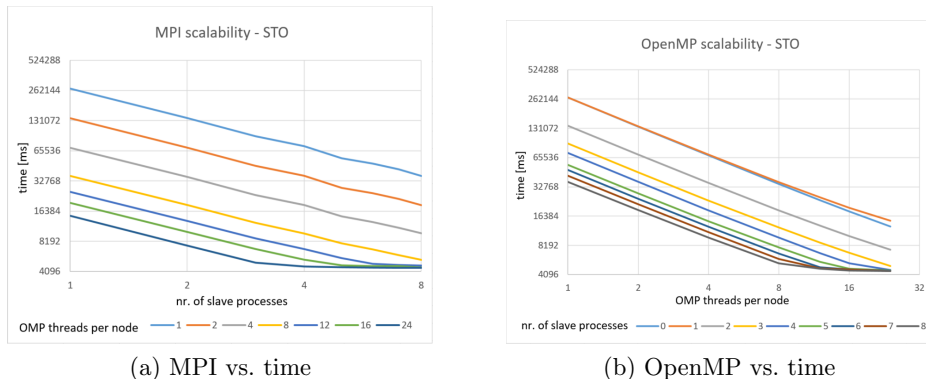 MPI scalability - STO
time [ms]
524288
262144
131072
65536
32768
16384
8192
4096
1 2 4 8
nr. of slave processes
OMP threads per node 1 2 4 8 12 16 24
(a) MPI vs. time
OpenMP scalability - STO
time [ms]
524288
262144
131072
65536
32768
16384
8192
4096
1 2 4 8 16 32
OMP threads per node
nr. of slave processes 0 1 2 3 4 5 6 7 8
(b) OpenMP vs. time